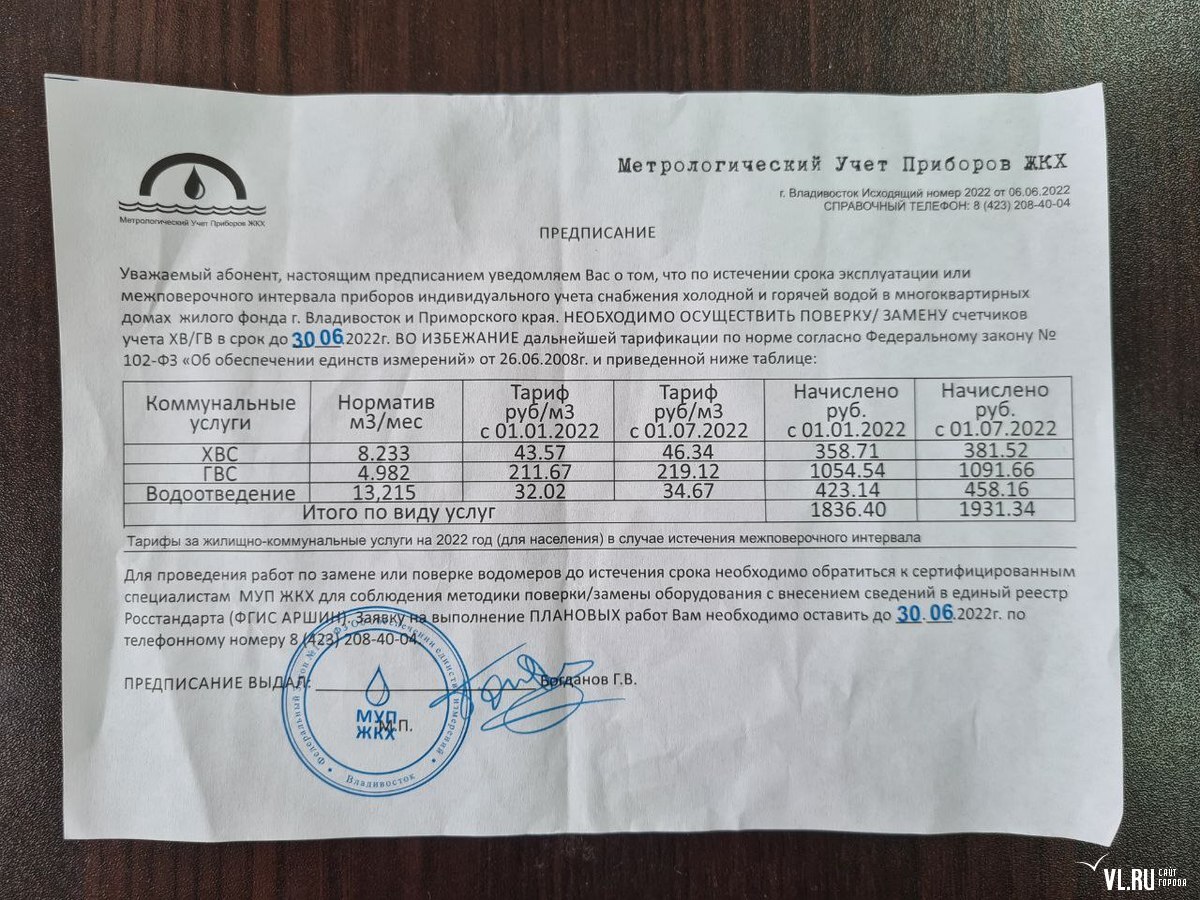 Метрологический Учет Приборов ЖКХ
Метрологический Учет Приборов ЖКХ
г. Владивосток Исходящий номер 2022 от 06.06.2022
СПРАВОЧНЫЙ ТЕЛЕФОН: 8 (423) 208-40-04
ПРЕДПИСАНИЕ
Уважаемый абонент, настоящим предписанием уведомляем Вас о том, что по истечении срока эксплуатации или
межповерочного интервала приборов индивидуального учета снабжения холодной и горячей водой в многоквартирных
домах жилого фонда г. Владивосток и Приморского края. НЕОБХОДИМО ОСУЩЕСТВИТЬ ПОВЕРКУ/ ЗАМЕНУ счетчиков
учета ХВ/ГВ в срок до 30 06.2022г. ВО ИЗБЕЖАНИЕ дальнейшей тарификации по норме согласно Федеральному закону №
102-ФЗ «Об обеспечении единств измерений» от 26.06.2008г. и приведенной ниже таблице:
Коммунальные услуги Норматив м3/мес Тариф руб/м3 с 01.01.2022 Тариф руб/м3 с 01.07.2022 Начислено руб. с 01.01.2022 Начислено руб. с 01.07.2022
ХВС 8.233 43.57 46.34 358.71 381.52
ГВС 4.982 211.67 219.12 1054.54 1091.66
Водоотведение 13,215 32.02 34.67 423.14 458.16
Итого по виду услуг 1836.40 1931.34
Тарифы за жилищно-коммунальные услуги на 2022 год (для населения) в случае истечения межповерочного интервала
Для проведения работ по замене или поверке водомеров до истечения срока необходимо обратиться к сертифицированным
специалистам МУП ЖКХ для соблюдения методики поверки/замены оборудования с внесением сведений в единый реестр
Росстандарта (ФГИС АРШИН). Заявку на выполнение ПЛАНОВЫХ работ Вам необходимо оставить до 30.06.2022г. по
телефонному номеру 8 (423) 208-40-04.
ПРЕДПИСАНИЕ ВЫДАЛ: Богданов Г.В.
М.П.
МУП
ЖКХ
Владивосток
VL.RU САЙТ ГОРОДА